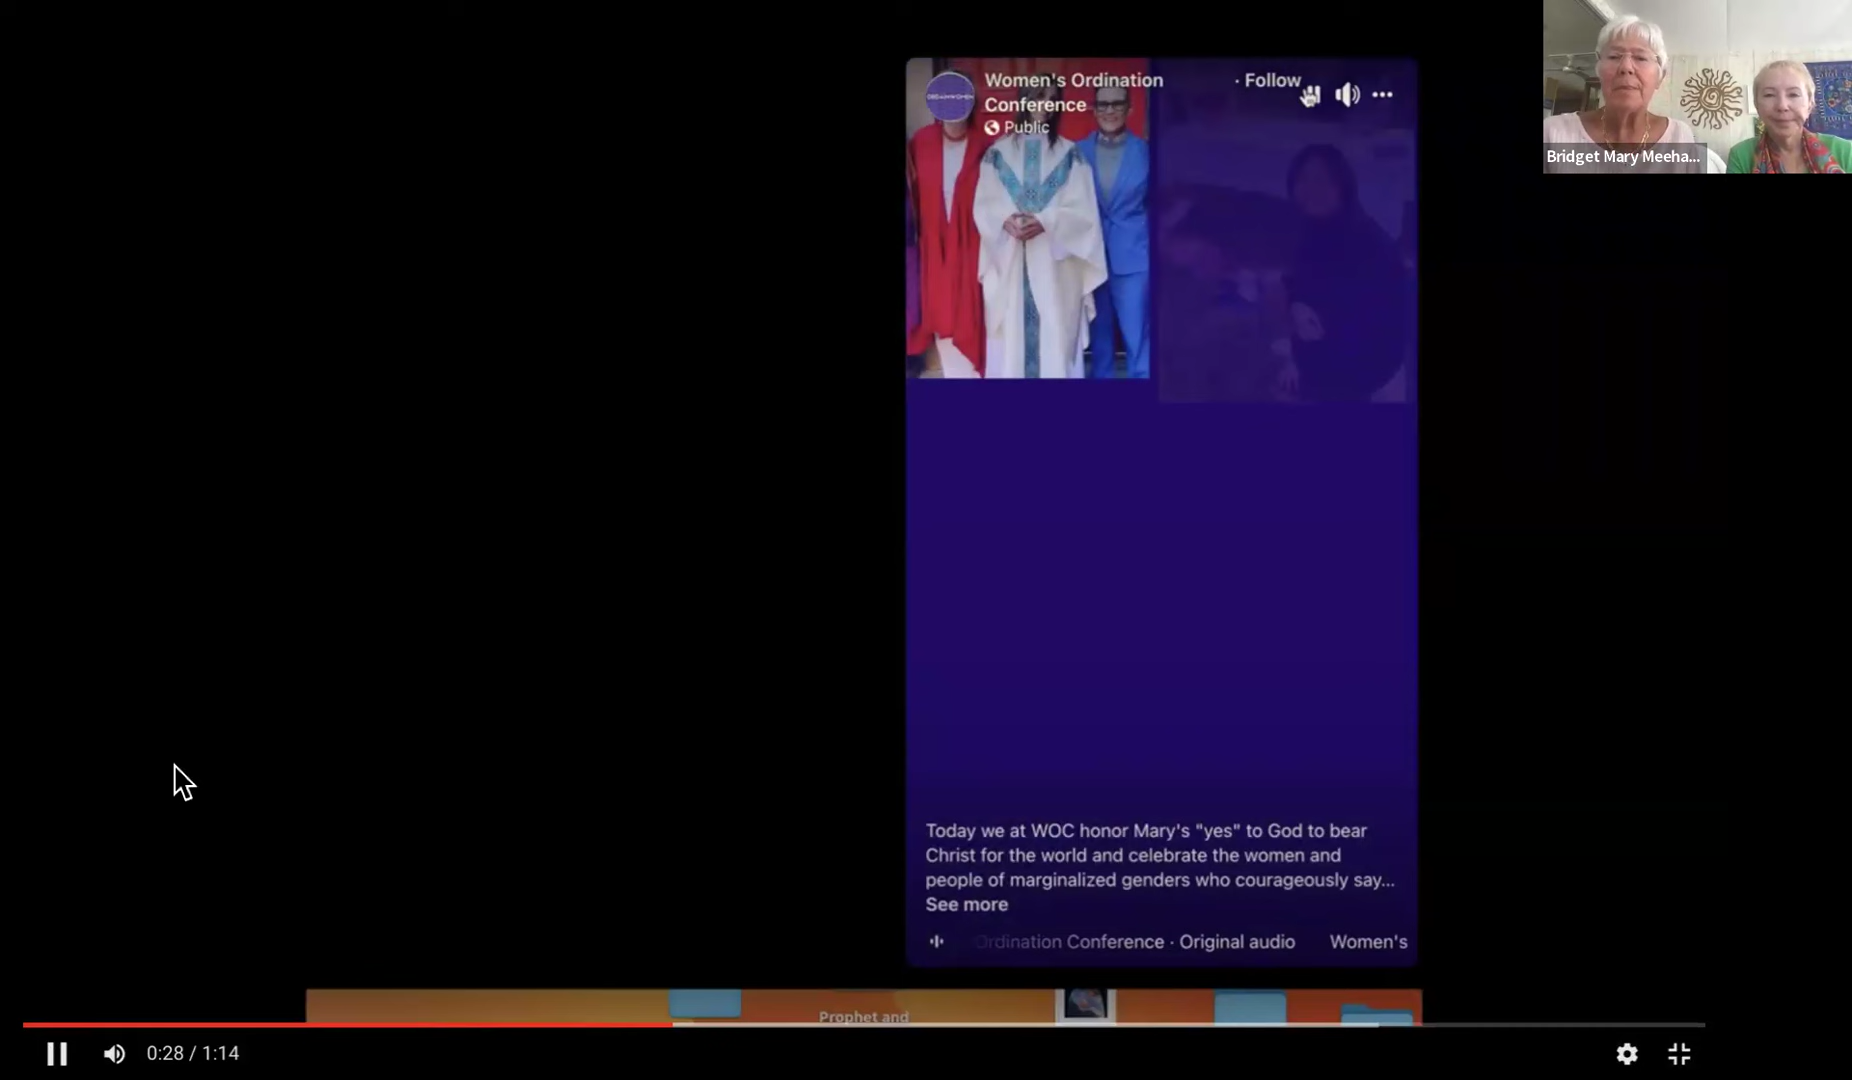 Women's Ordination
Conference
· Follow
Public
Bridget Mary Meeha...
Today we at WOC honor Mary's "yes" to God to bear
Christ for the world and celebrate the women and
people of marginalized genders who courageously say...
See more
Ordination Conference · Original audio Women's
Prophet and
0:28 / 1:14